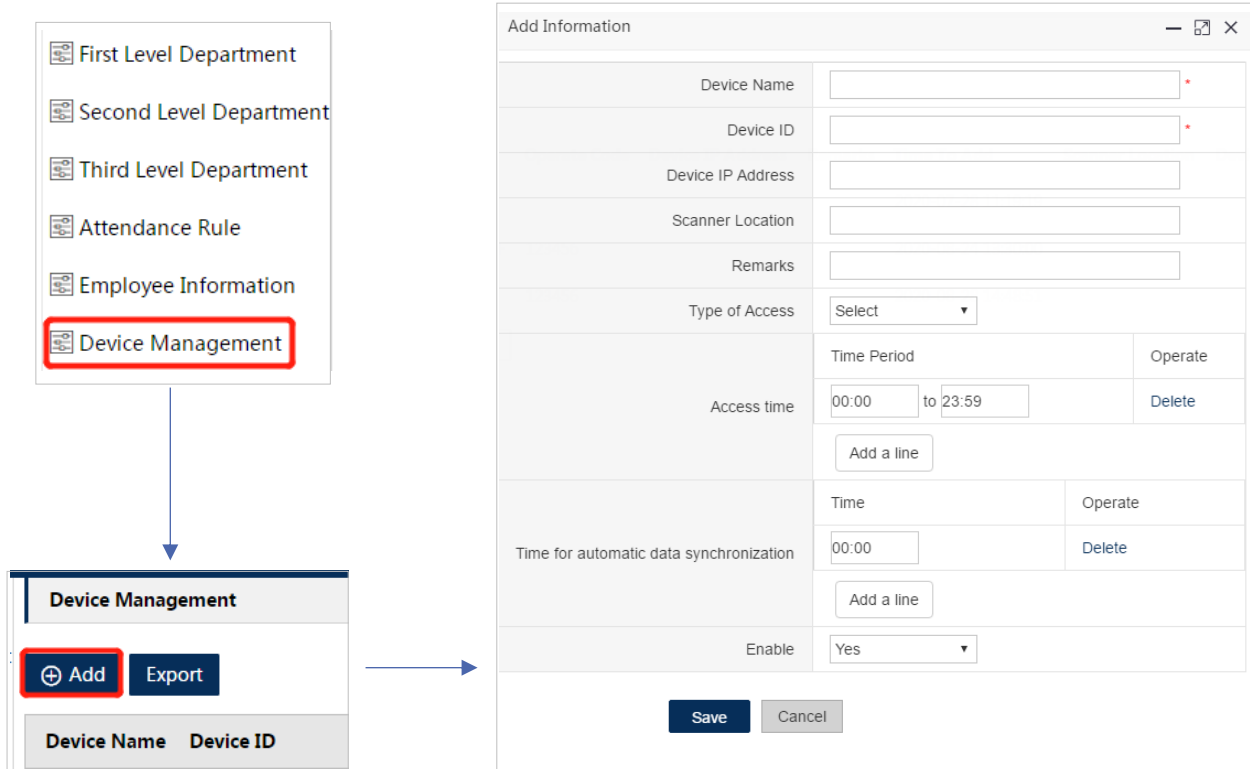 First Level Department
Second Level Department
Third Level Department
Attendance Rule
Employee Information
Device Management
Device Management
Add
Export
Device Name Device ID
Add Information
Device Name *
Device ID *
Device IP Address
Scanner Location
Remarks
Type of Access Select
Time Period Operate
Access time 00:00 to 23:59 Delete
Add a line
Time Operate
Time for automatic data synchronization 00:00 Delete
Add a line
Enable Yes
Save Cancel